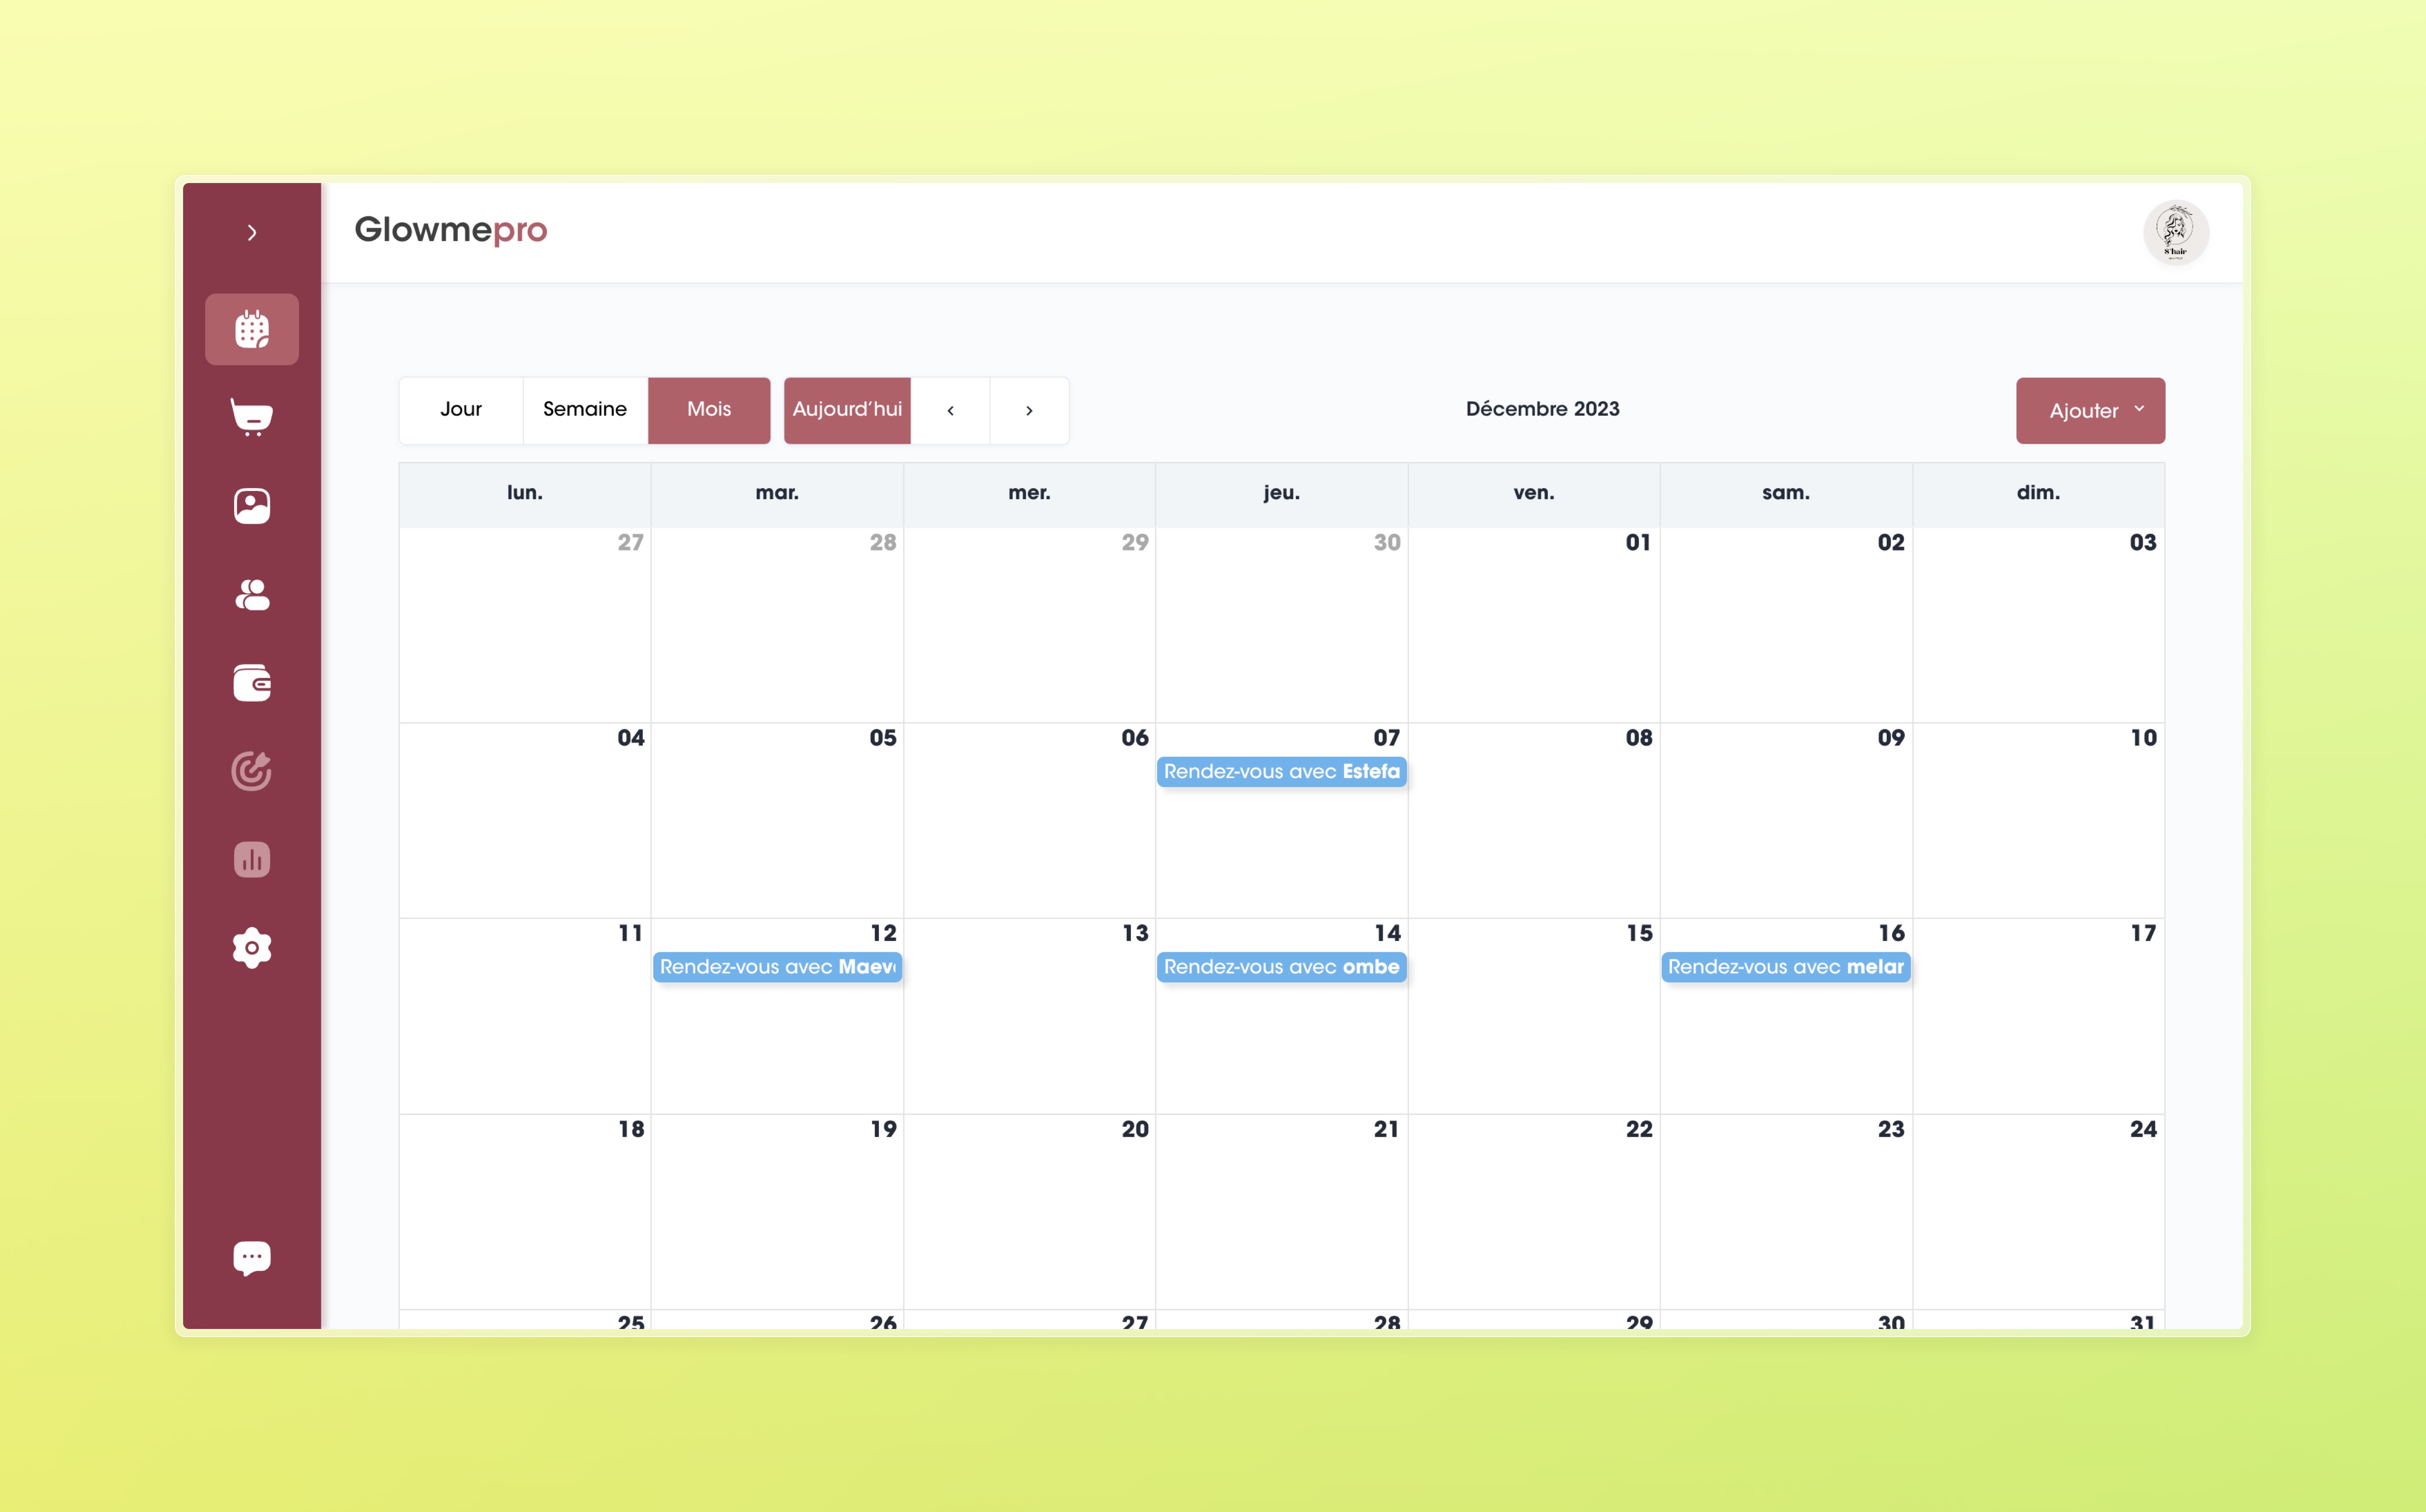 Glowmepro
S'hair
Jour Semaine Mois Aujourd'hui ‹ › Décembre 2023 Ajouter
lun. mar. mer. jeu. ven. sam. dim.
27 28 29 30 01 02 03
04 05 06 07 08 09 10
Rendez-vous avec Estefa
11 12 13 14 15 16 17
Rendez-vous avec Maev Rendez-vous avec ombe Rendez-vous avec melar
18 19 20 21 22 23 24
25 26 27 28 29 30 31